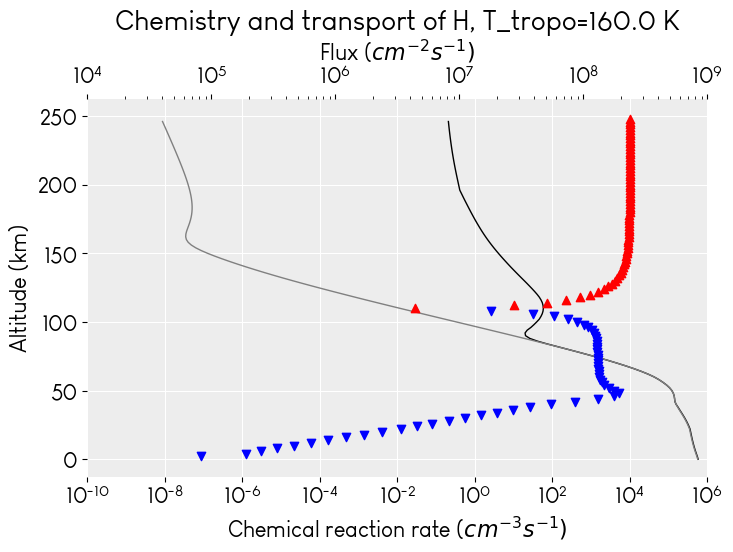 Chemistry and transport of H, T_tropo=160.0 K
Flux (cm⁻²s⁻¹)
10⁴ 10⁵ 10⁶ 10⁷ 10⁸ 10⁹
250
200
150
100
50
0
Altitude (km)
10⁻¹⁰ 10⁻⁸ 10⁻⁶ 10⁻⁴ 10⁻² 10⁰ 10² 10⁴ 10⁶
Chemical reaction rate (cm⁻³s⁻¹)